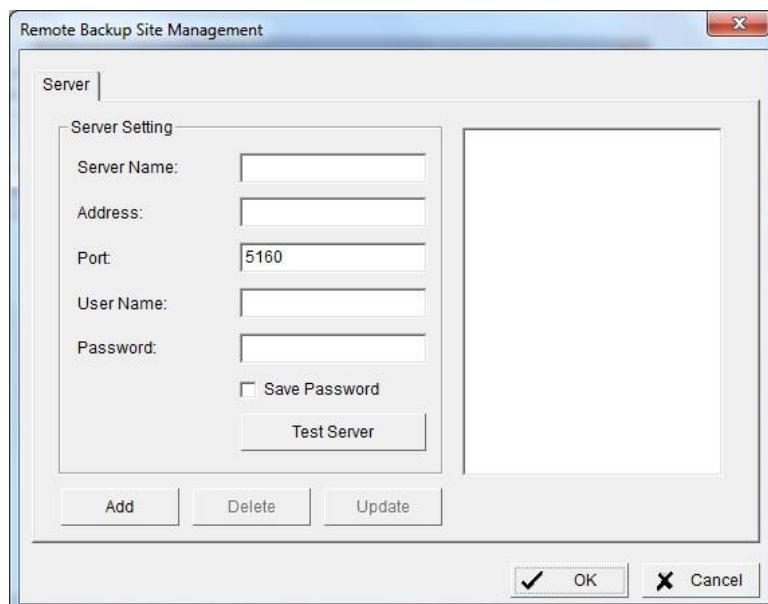 Remote Backup Site Management
Server
Server Setting
Server Name:
Address:
Port: 5160
User Name:
Password:
Save Password
Test Server
Add Delete Update
OK Cancel